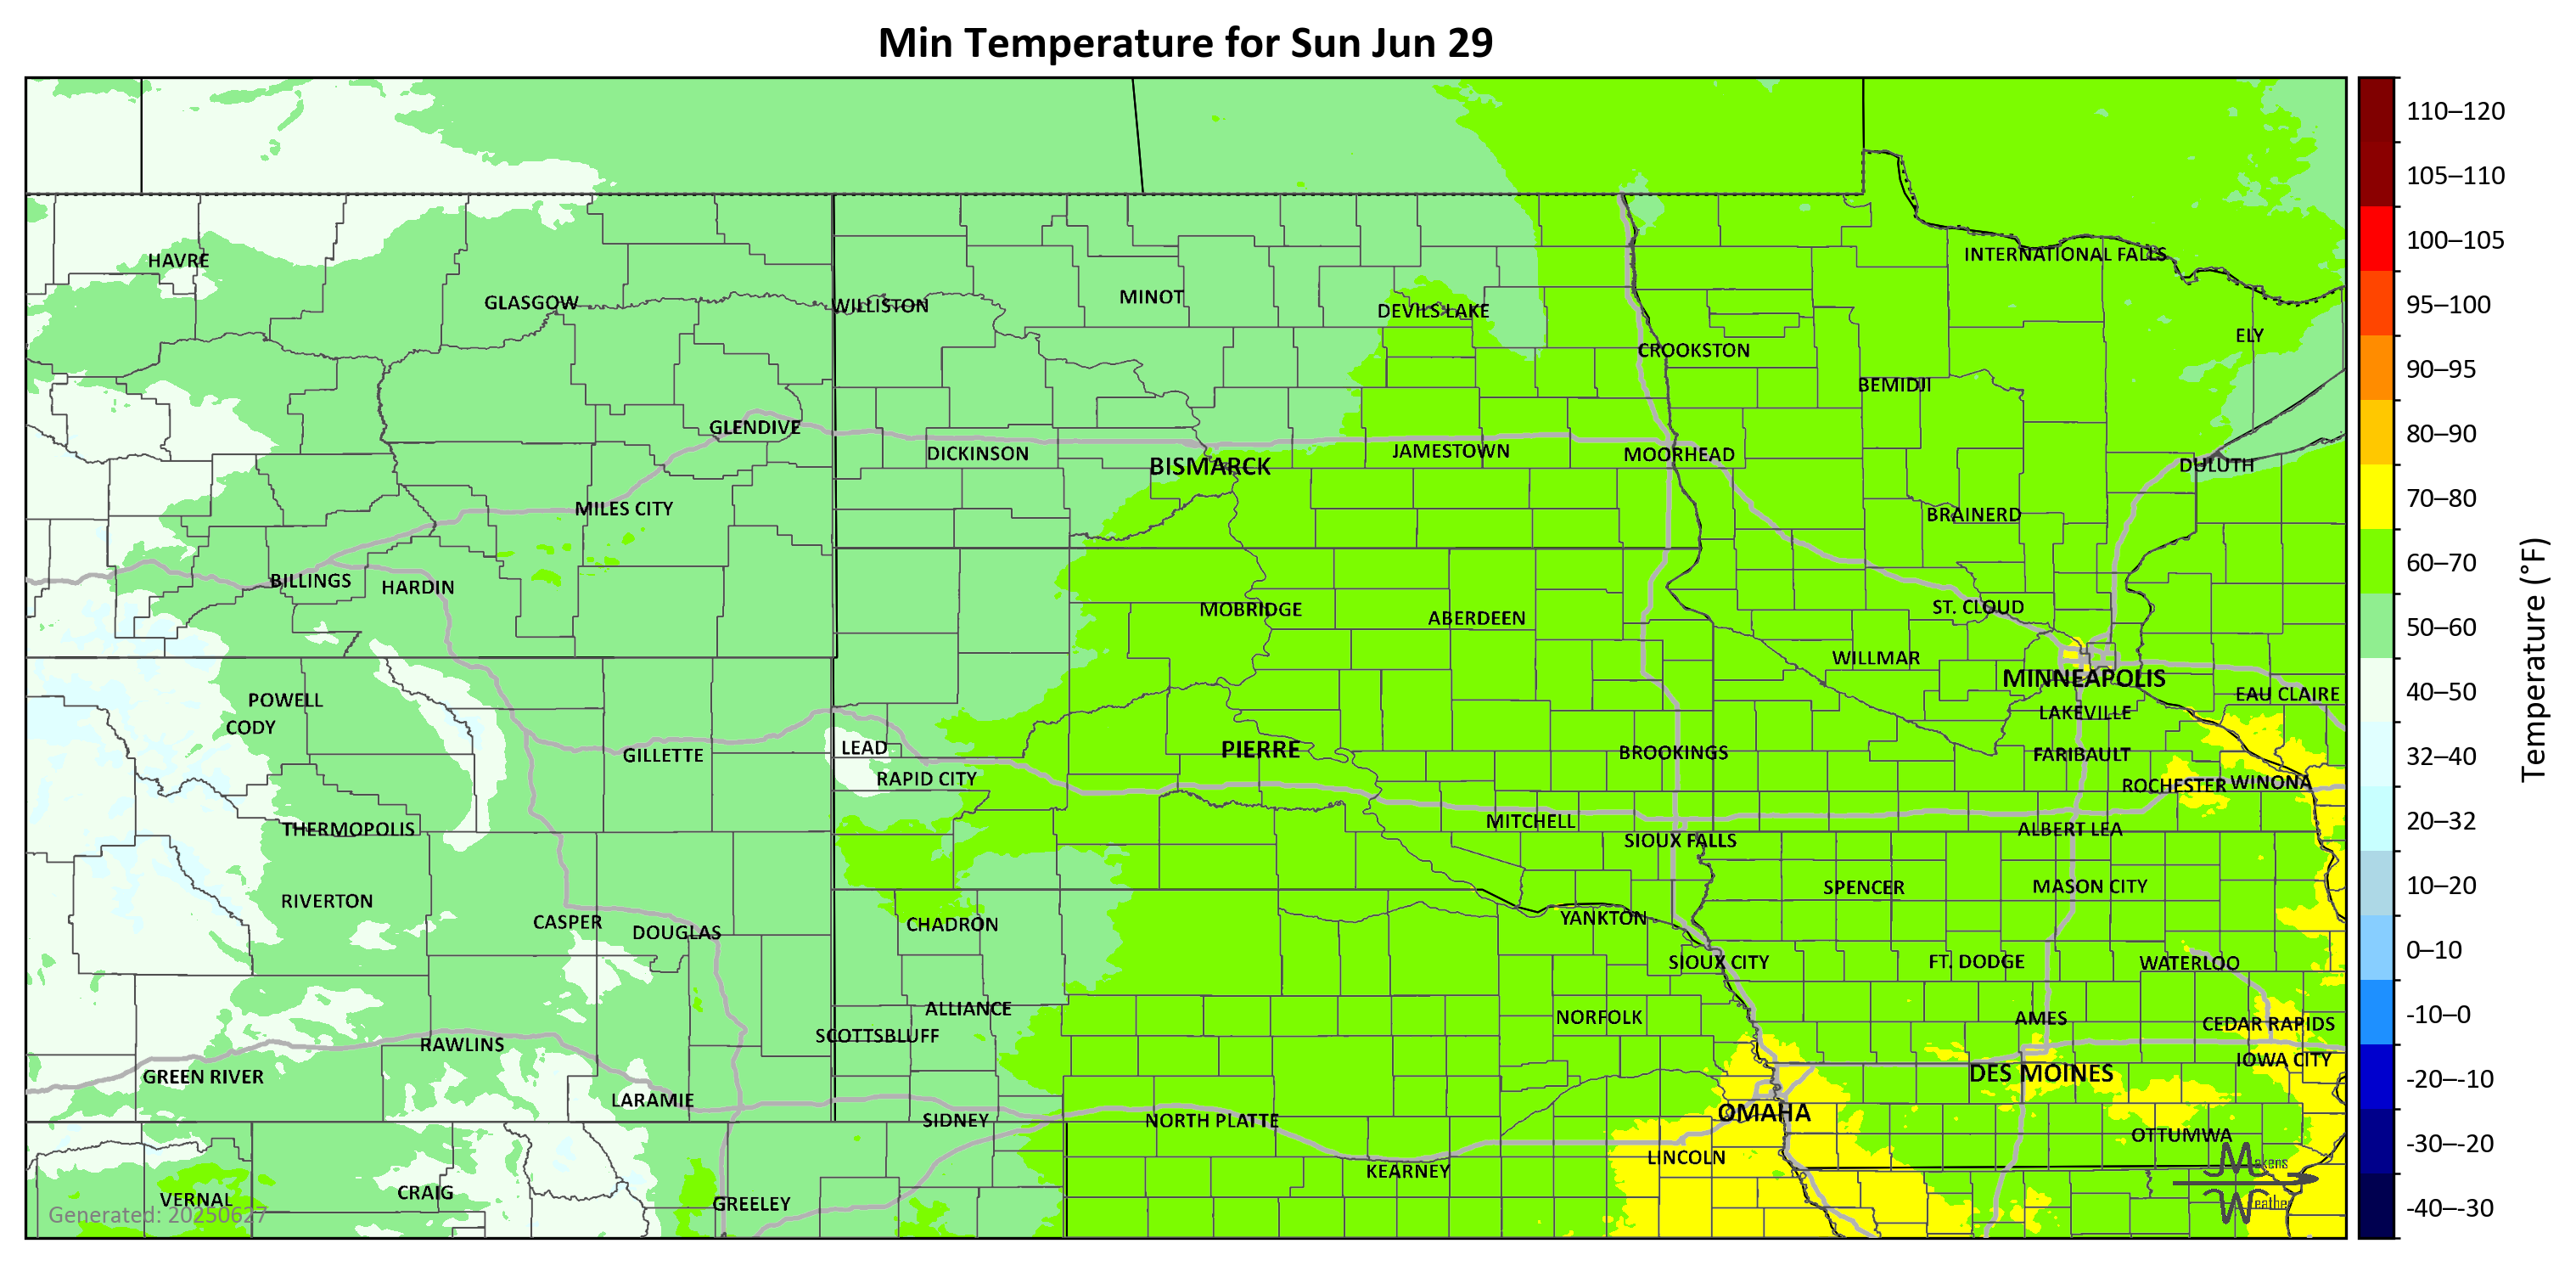 Min Temperature for Sun Jun 29
110–120
105–110
100–105
95–100
90–95
80–90
70–80
60–70
50–60
40–50
32–40
20–32
10–20
0–10
-10–0
-20–-10
-30–-20
-40–-30
Temperature (°F)
HAVRE
GLASGOW
WILLISTON
MINOT
DEVILS LAKE
INTERNATIONAL FALLS
ELY
CROOKSTON
BEMIDJI
GLENDIVE
DICKINSON
BISMARCK
JAMESTOWN
MOORHEAD
DULUTH
MILES CITY
BRAINERD
BILLINGS
HARDIN
MOBRIDGE
ABERDEEN
ST. CLOUD
WILLMAR
MINNEAPOLIS
EAU CLAIRE
POWELL
CODY
LAKEVILLE
GILLETTE
LEAD
RAPID CITY
PIERRE
BROOKINGS
FARIBAULT
ROCHESTER
WINONA
THERMOPOLIS
MITCHELL
SIOUX FALLS
ALBERT LEA
RIVERTON
SPENCER
MASON CITY
CASPER
DOUGLAS
CHADRON
YANKTON
SIOUX CITY
FT. DODGE
WATERLOO
ALLIANCE
SCOTTSBLUFF
NORFOLK
AMES
CEDAR RAPIDS
RAWLINS
GREEN RIVER
IOWA CITY
DES MOINES
LARAMIE
SIDNEY
NORTH PLATTE
OMAHA
OTTUMWA
LINCOLN
KEARNEY
VERNAL
CRAIG
GREELEY
Generated: 20250627
Makens
Weather